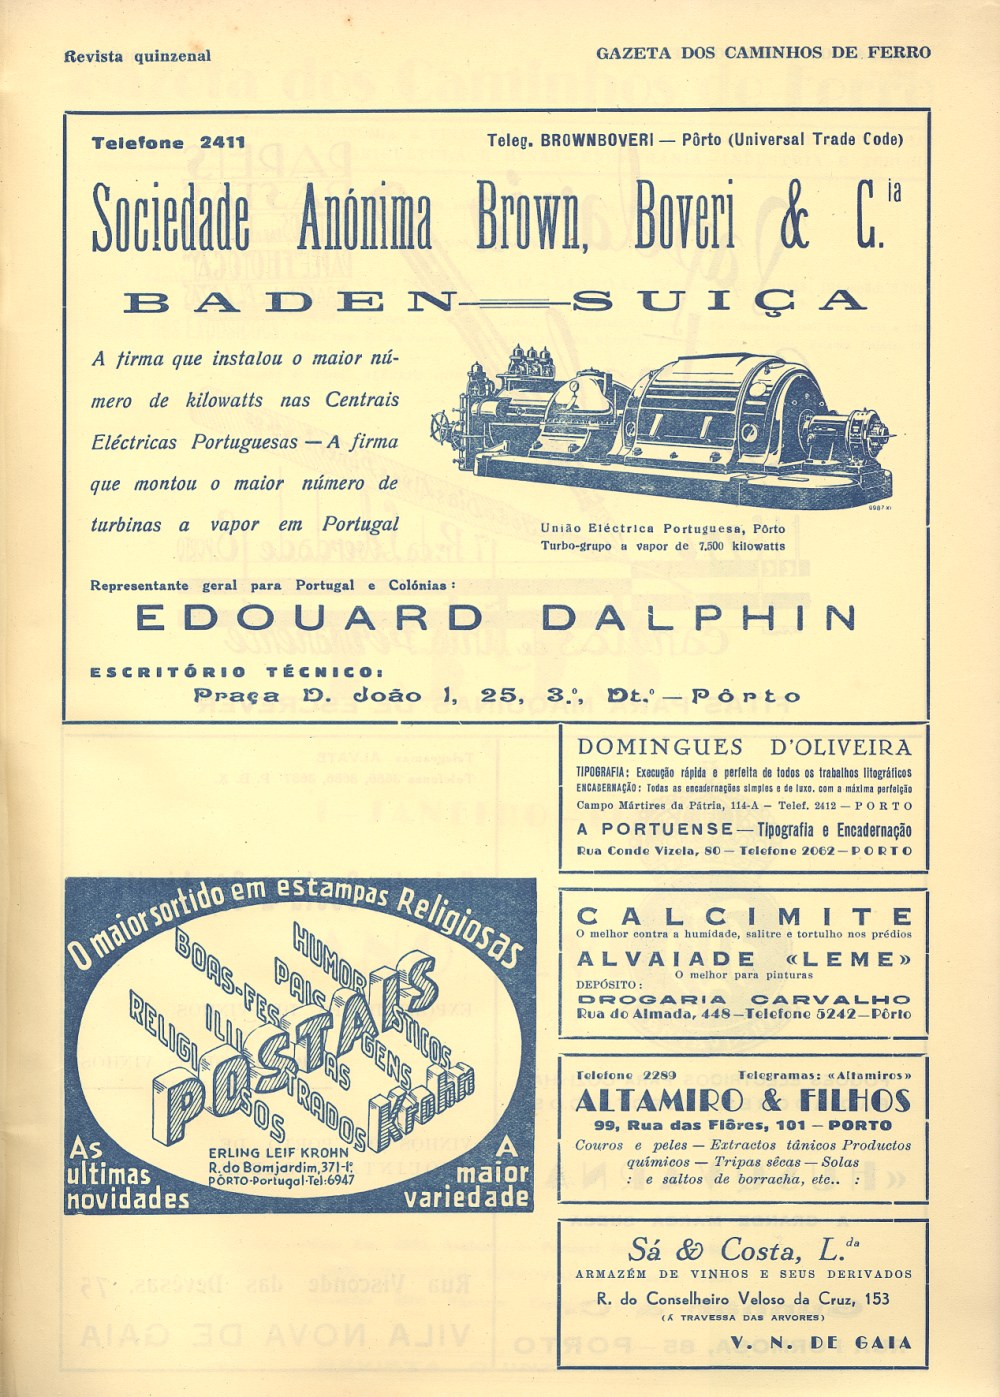 Revista quinzenal
GAZETA DOS CAMINHOS DE FERRO
Telefone 2411
Teleg. BROWNBOVERI — Pôrto (Universal Trade Code)
Sociedade Anónima Brown, Boveri & C.ia
BADEN — SUIÇA
A firma que instalou o maior nú-
mero de kilowatts nas Centrais
Eléctricas Portuguesas — A firma
que montou o maior número de
turbinas a vapor em Portugal
6987-XI
União Eléctrica Portuguesa, Pôrto
Turbo-grupo a vapor de 7.500 kilowatts
Representante geral para Portugal e Colónias:
EDOUARD DALPHIN
ESCRITÓRIO TÉCNICO:
Praça D. João 1, 25, 3.º, Dt.º — Pôrto
DOMINGUES D'OLIVEIRA
TIPOGRAFIA: Execução rápida e perfeita de todos os trabalhos litográficos
ENCADERNAÇÃO: Todas as encadernações simples e de luxo, com a máxima perfeição
Campo Mártires da Pátria, 114-A — Telef. 2412 — PORTO
A PORTUENSE — Tipografia e Encadernação
Rua Conde Vizela, 80 — Telefone 2062 — PORTO
O maior sortido em estampas Religiosas
HUMORÍSTICOS
PAISAGENS
BOAS-FESTAS
ILUSTRADOS
RELIGIOSOS
POSTAIS
Krohn
ERLING LEIF KROHN
R. do Bomjardim, 371-1º.
PÔRTO-Portugal-Tel: 6947
As
ultimas
novidades
A
maior
variedade
CALCIMITE
O melhor contra a humidade, salitre e tortulho nos prédios
ALVAIADE «LEME»
O melhor para pinturas
DEPÓSITO:
DROGARIA CARVALHO
Rua do Almada, 448 — Telefone 5242 — Pôrto
Telefone 2289
Telegramas: «Altamiros»
ALTAMIRO & FILHOS
99, Rua das Flôres, 101 — PORTO
Couros e peles — Extractos tânicos Productos
químicos — Tripas sêcas — Solas
: e saltos de borracha, etc.. :
Sá & Costa, L.da
ARMAZÉM DE VINHOS E SEUS DERIVADOS
R. do Conselheiro Veloso da Cruz, 153
(Á TRAVESSA DAS ARVORES)
V. N. DE GAIA